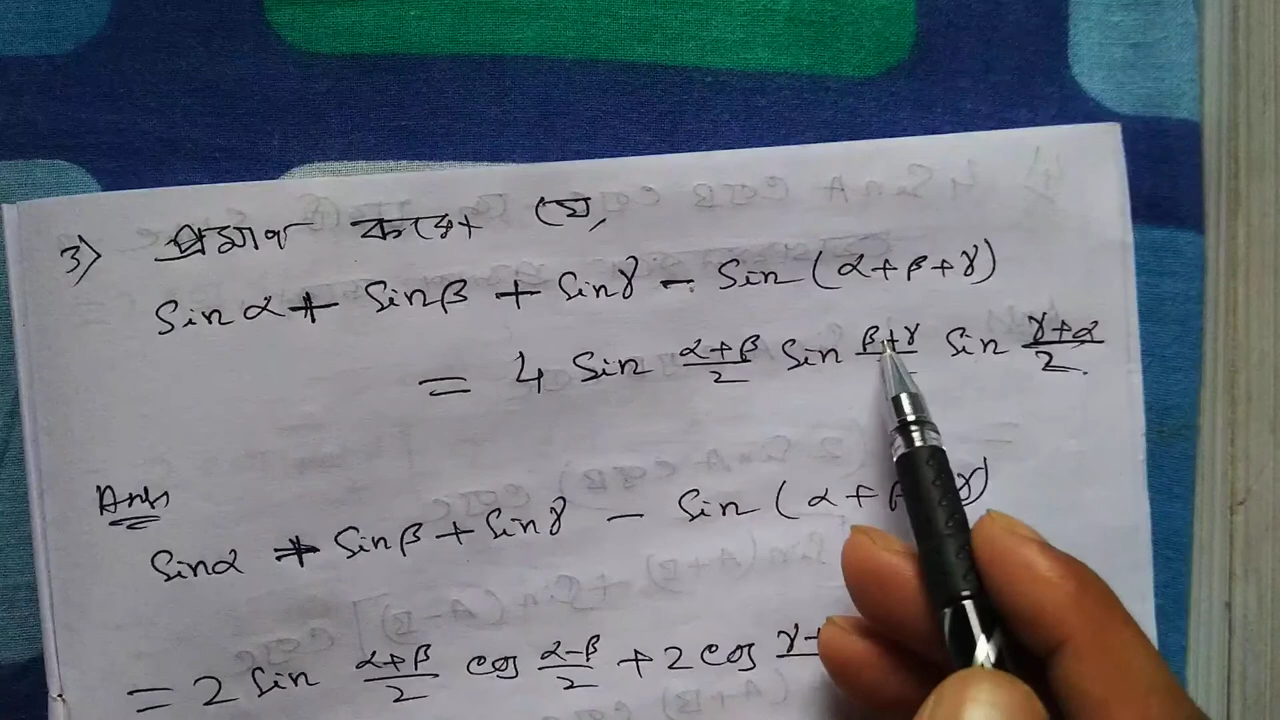 3) প্রমাণ করো যে,
Sin α + Sin β + Sin γ - Sin (α+β+γ)
= 4 Sin (α+β)/2 Sin (β+γ)/ Sin (γ+α)/2.
Ans
Sin α + Sin β + Sin γ - Sin (α + γ)
= 2 Sin (α+β)/2 cos (α-β)/2 + 2 cos γ+